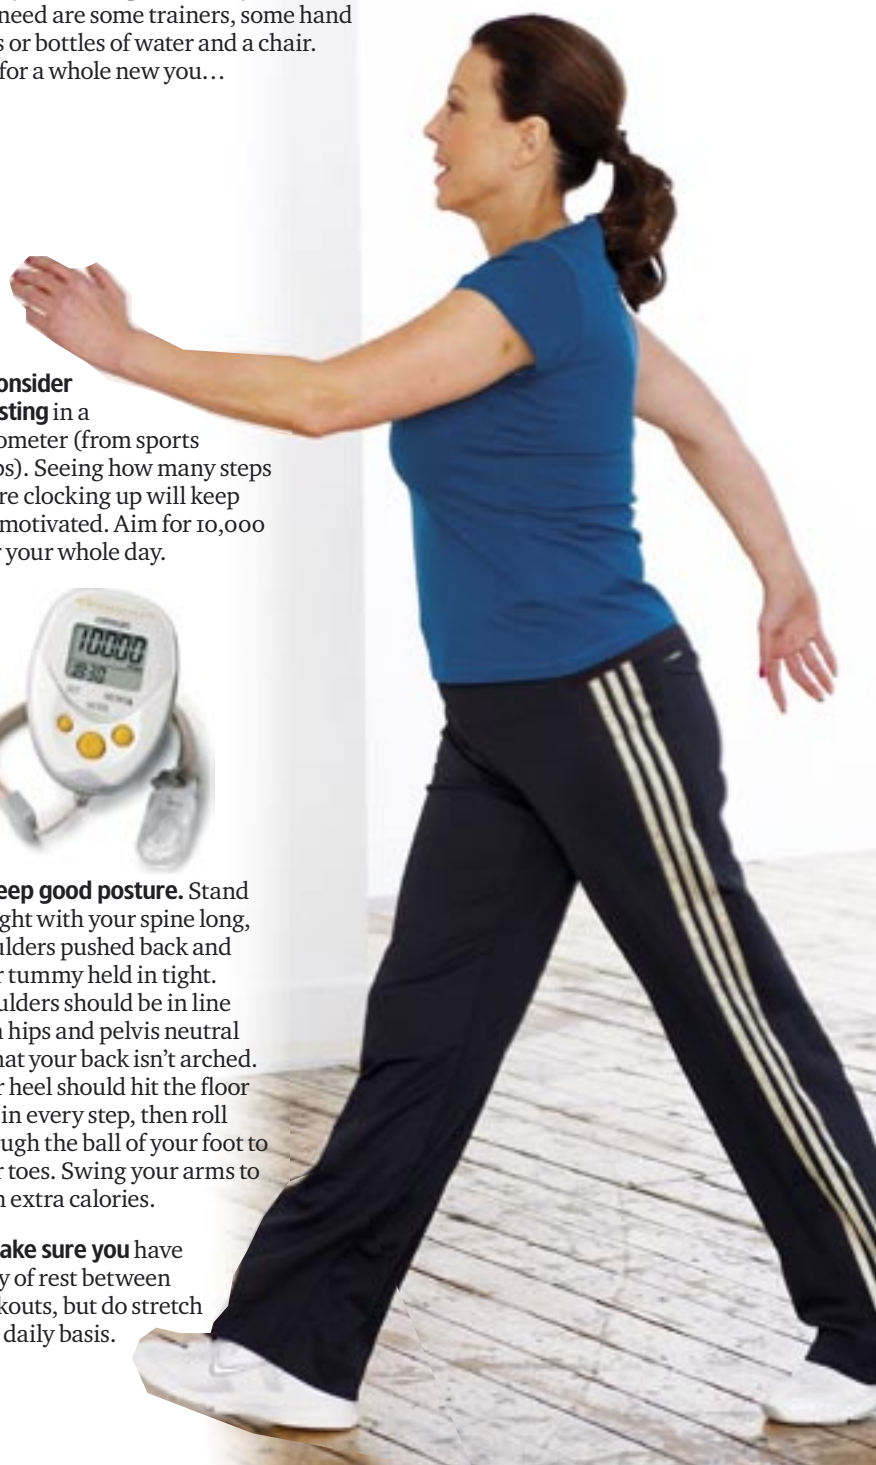 need are some trainers, some hand
s or bottles of water and a chair.
for a whole new you…
onsider
sting in a
ometer (from sports
ps). Seeing how many steps
re clocking up will keep
motivated. Aim for 10,000
r your whole day.
10000
eep good posture. Stand
ight with your spine long,
ulders pushed back and
r tummy held in tight.
ulders should be in line
h hips and pelvis neutral
hat your back isn't arched.
r heel should hit the floor
in every step, then roll
ugh the ball of your foot to
r toes. Swing your arms to
n extra calories.
ake sure you have
y of rest between
kouts, but do stretch
daily basis.